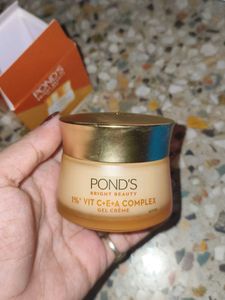 POND'S
POND'S
BRIGHT BEAUTY
1%* VIT C+E+A COMPLEX
GEL CRÈME